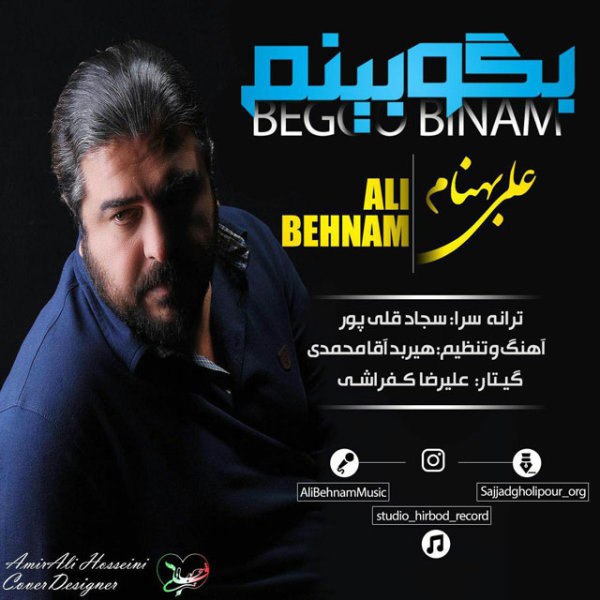 بگو بینم
BEGOO BINAM
ALI
BEHNAM
علی بهنام
ترانه سرا: سجاد قلی پور
آهنگ و تنظیم: هیربد آقامحمدی
گیتار: علیرضا کفراشی
AliBehnamMusic
Sajjadgholipour_org
studio_hirbod_record
AmirAli Hosseini
CoverDesigner